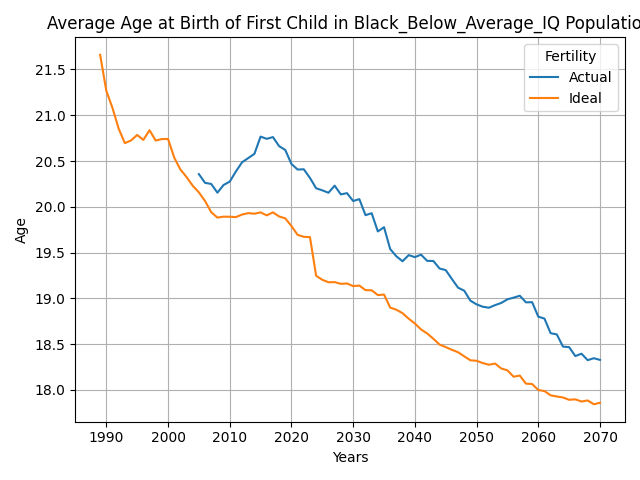 Average Age at Birth of First Child in Black_Below_Average_IQ Populatio
Fertility
Actual
Ideal
21.5
21.0
20.5
20.0
19.5
19.0
18.5
18.0
Age
1990 2000 2010 2020 2030 2040 2050 2060 2070
Years